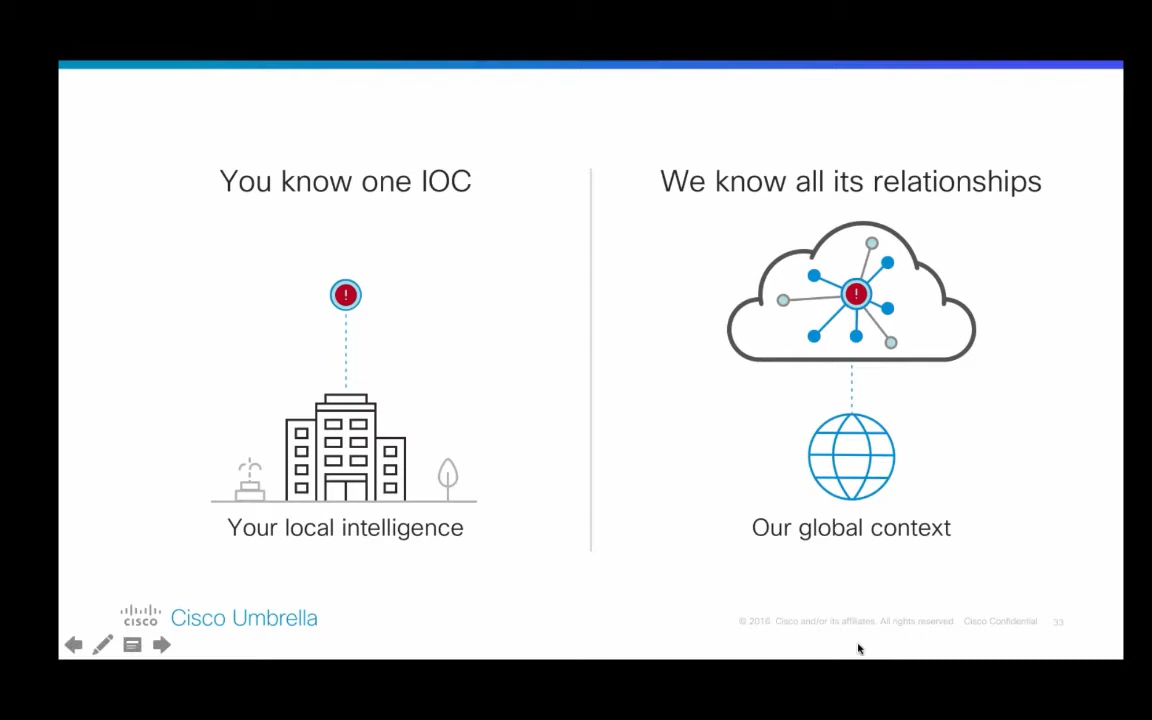 You know one IOC
We know all its relationships
!
!
Your local intelligence
Our global context
CISCO
Cisco Umbrella
© 2016 Cisco and/or its affiliates. All rights reserved. Cisco Confidential 33